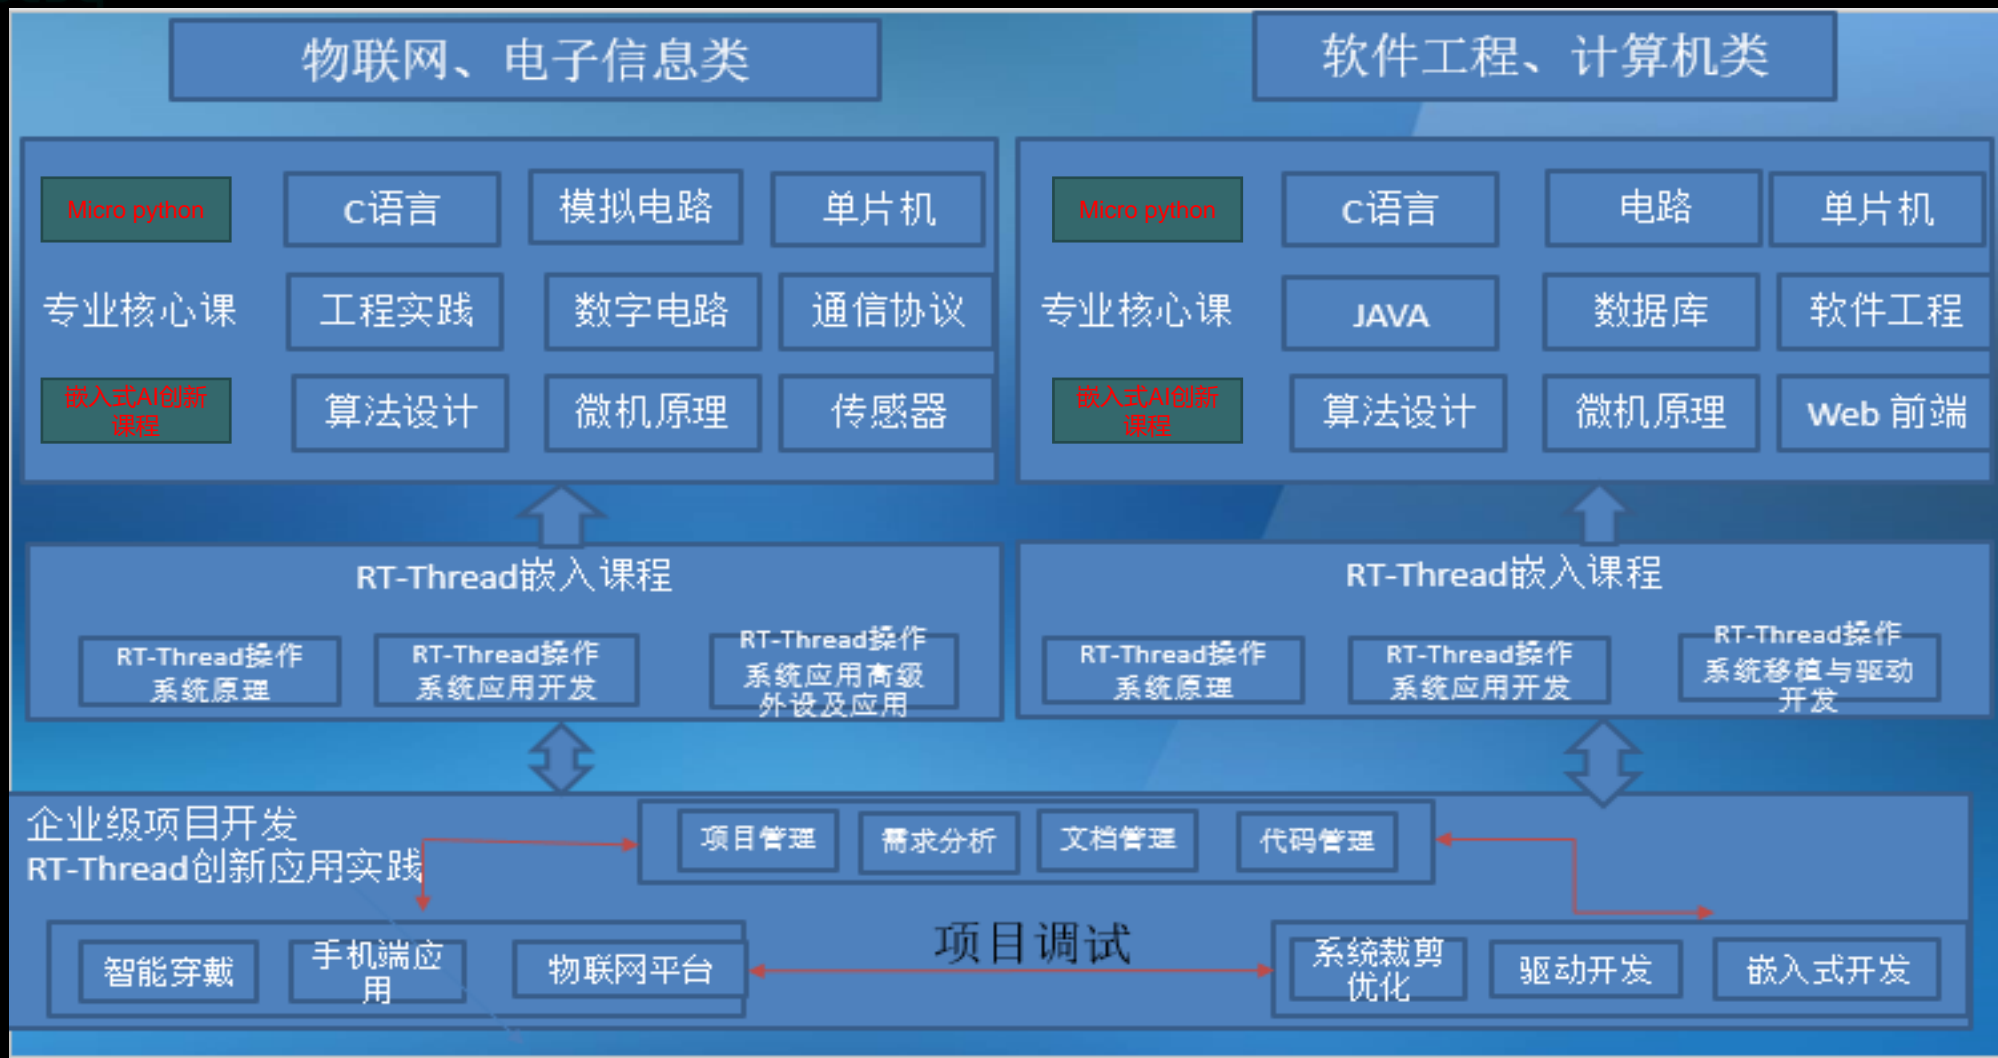 物联网、电子信息类
软件工程、计算机类
Micro python
C语言
模拟电路
单片机
专业核心课
工程实践
数字电路
通信协议
嵌入式AI创新
课程
算法设计
微机原理
传感器
Micro python
C语言
电路
单片机
专业核心课
JAVA
数据库
软件工程
嵌入式AI创新
课程
算法设计
微机原理
Web 前端
RT-Thread嵌入课程
RT-Thread操作
系统原理
RT-Thread操作
系统应用开发
RT-Thread操作
系统应用高级
外设及应用
RT-Thread嵌入课程
RT-Thread操作
系统原理
RT-Thread操作
系统应用开发
RT-Thread操作
系统移植与驱动
开发
企业级项目开发
RT-Thread创新应用实践
项目管理
需求分析
文档管理
代码管理
智能穿戴
手机端应
用
物联网平台
项目调试
系统裁剪
优化
驱动开发
嵌入式开发